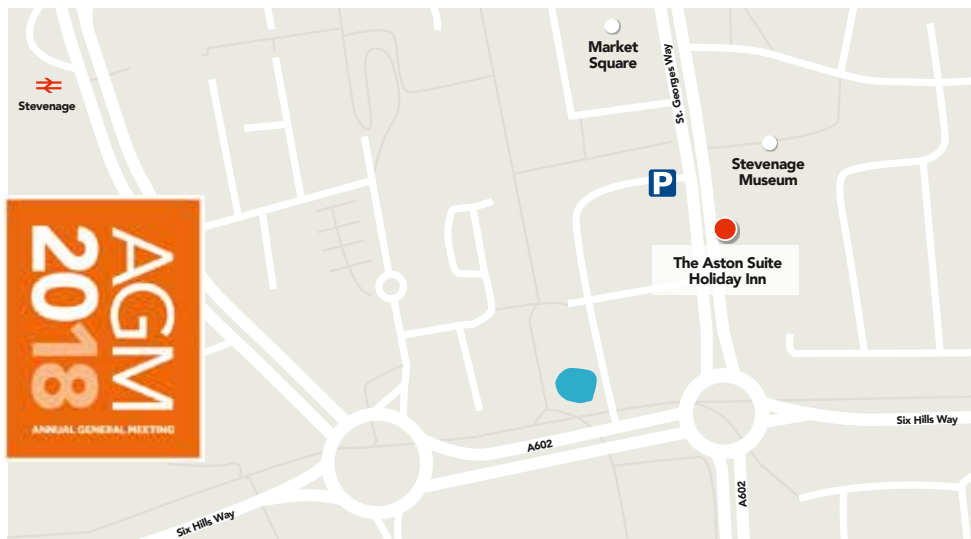 Market
Square
St. Georges Way
Stevenage
P
Stevenage
Museum
AGM
2018
ANNUAL GENERAL MEETING
The Aston Suite
Holiday Inn
Six Hills Way
A602
A602
Six Hills Way